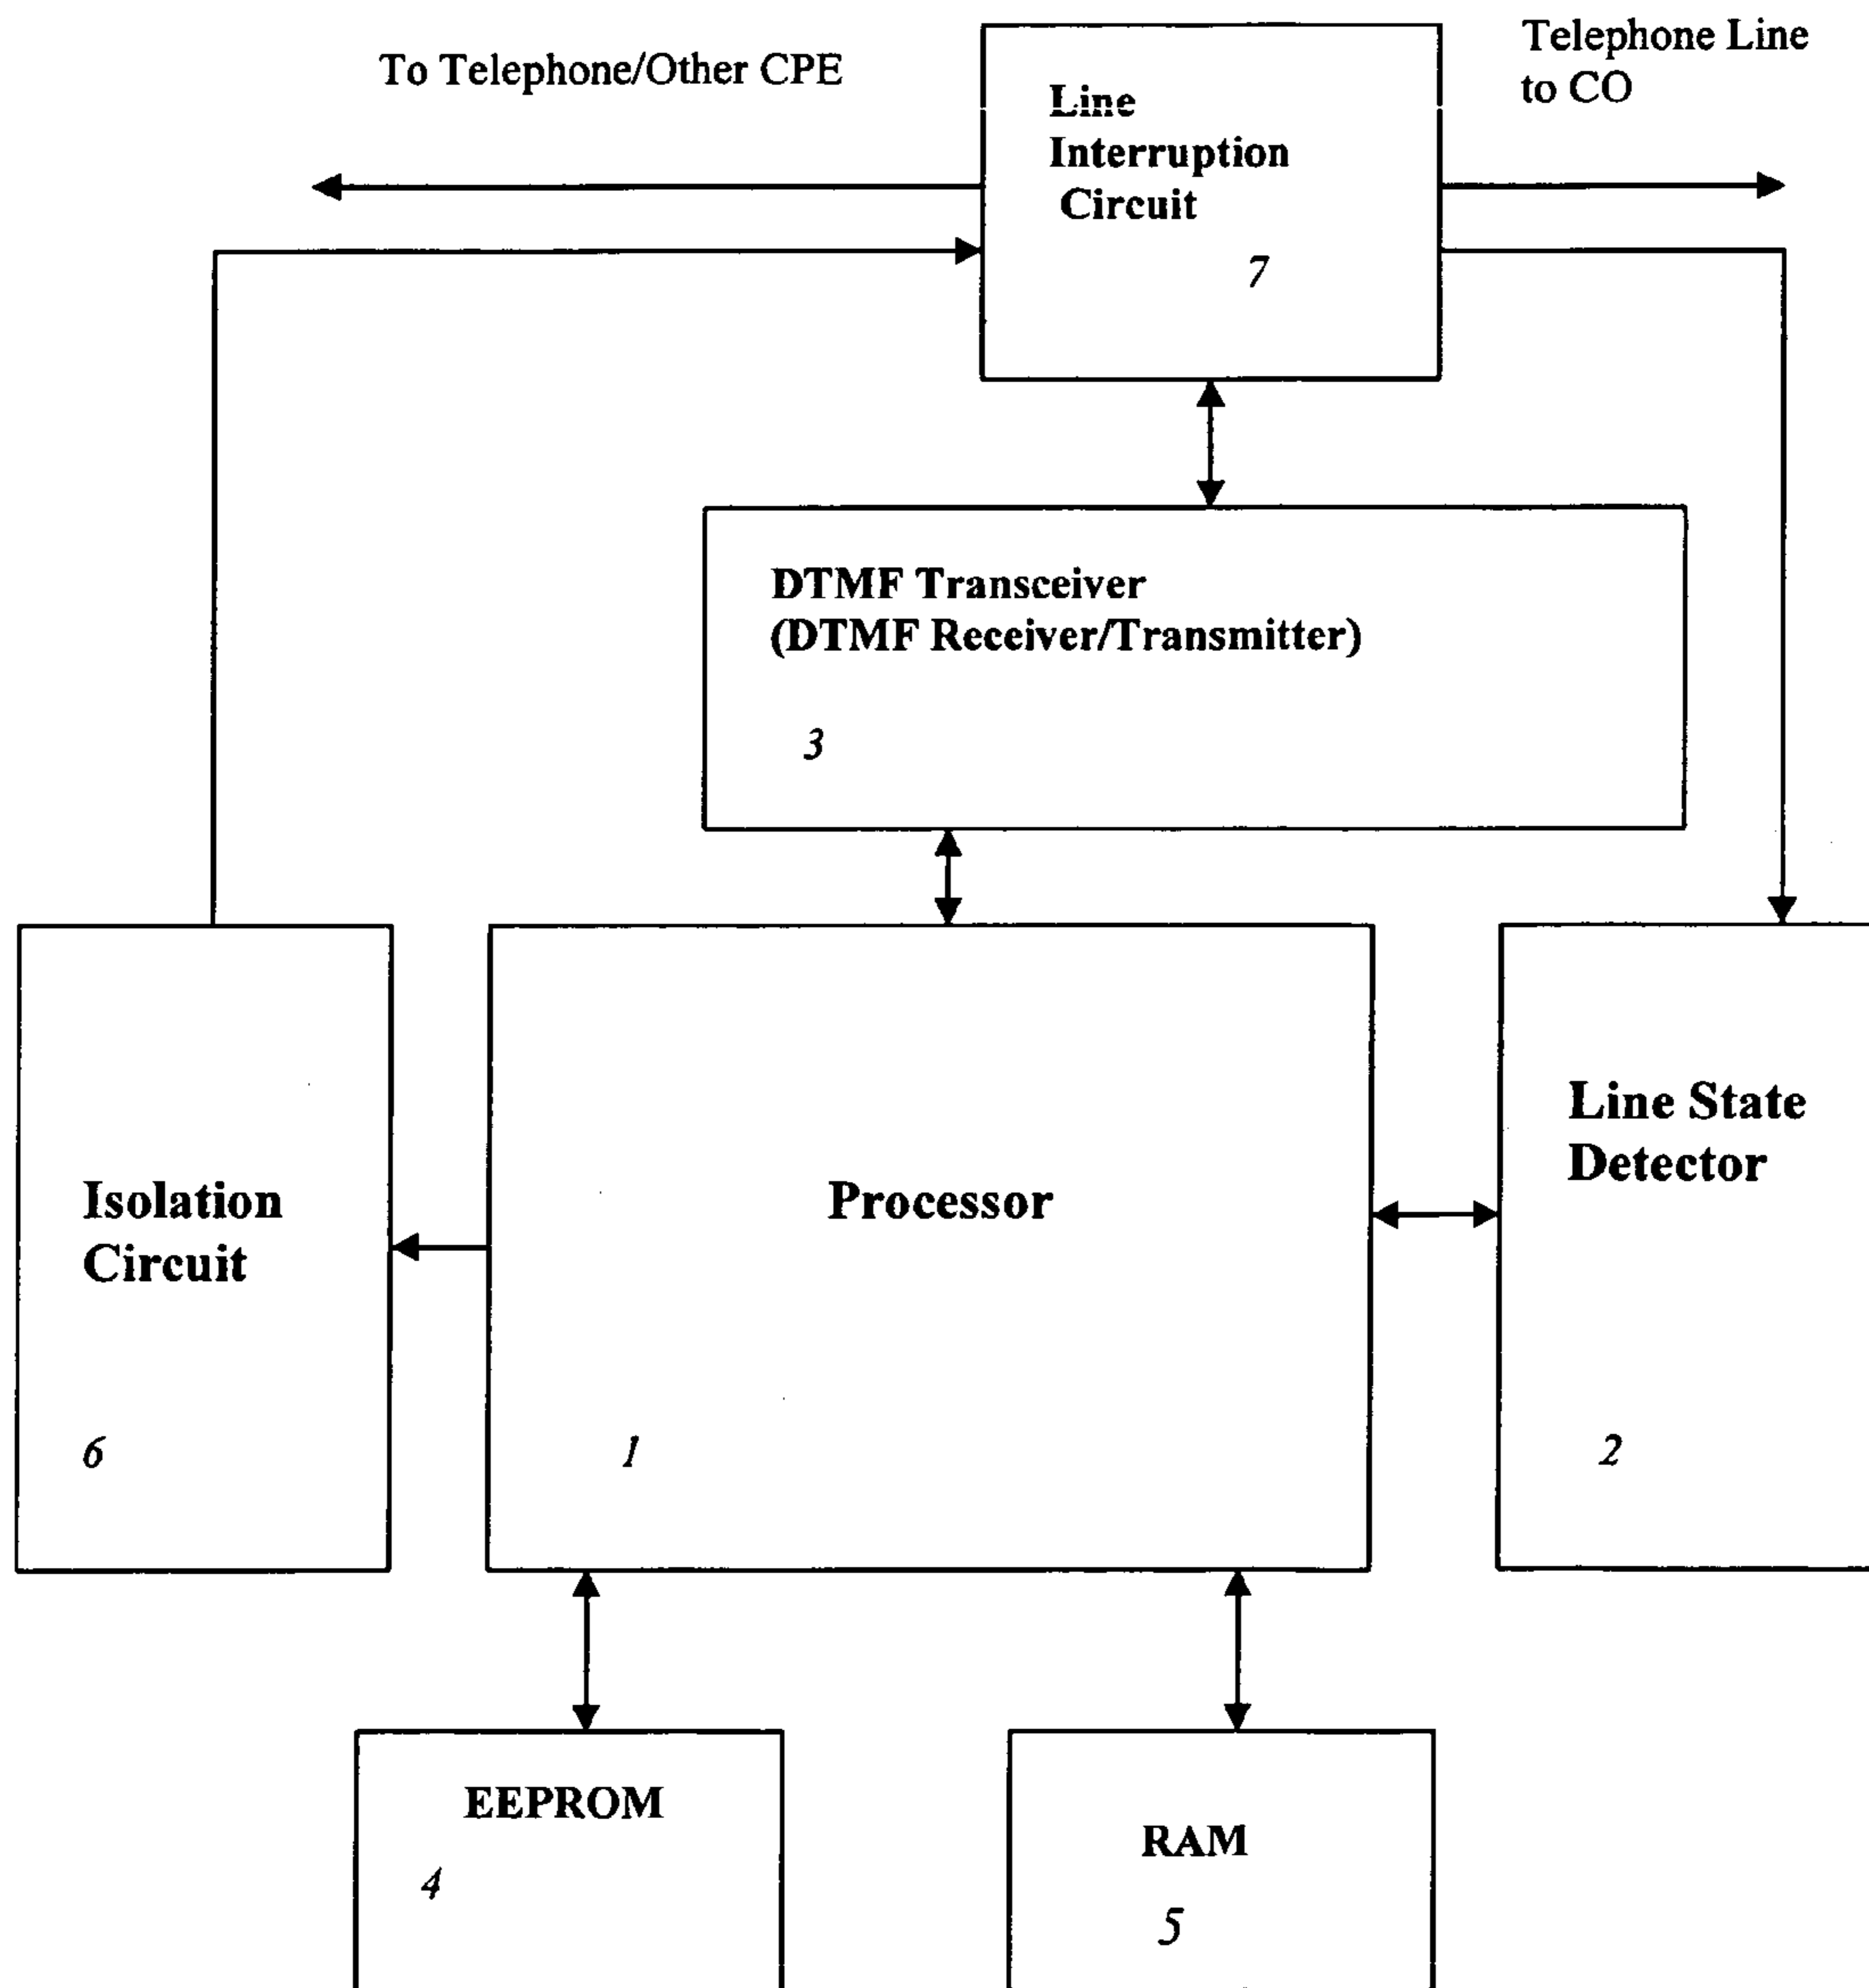 To Telephone/Other CPE
Telephone Line
to CO
Line
Interruption
Circuit
7
DTMF Transceiver
(DTMF Receiver/Transmitter)
3
Isolation
Circuit
6
Processor
1
Line State
Detector
2
EEPROM
4
RAM
5